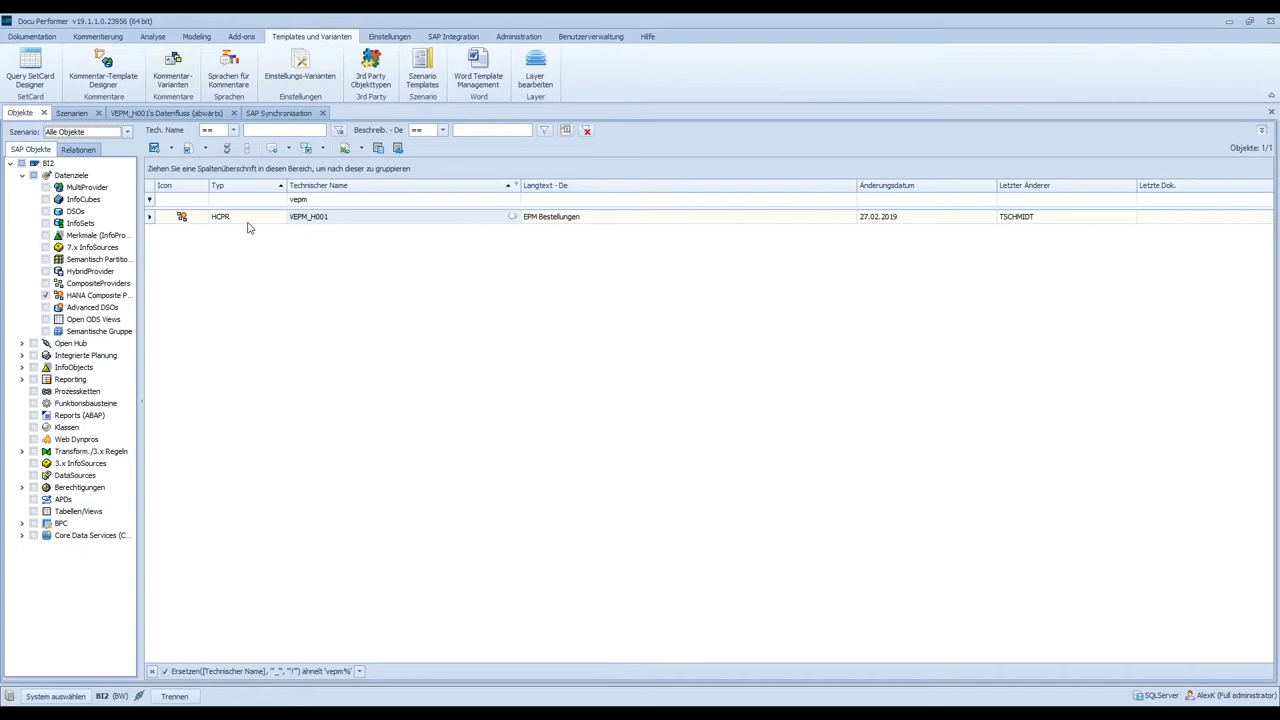 Docu Performer v19.1.1.0.23956 (64 bit)
Dokumentation Kommentierung Analyse Modeling Add-ons Templates und Varianten Einstellungen SAP Integration Administration Benutzerverwaltung Hilfe
Query SetCard Designer
Kommentar-Template Designer
Kommentar-Varianten
Sprachen für Kommentare
Einstellungs-Varianten
3rd Party Objekttypen
Szenario Templates
Word Template Management
Layer bearbeiten
SetCard Kommentare Kommentare Sprachen Einstellungen 3rd Party Szenario Word Layer
Objekte Szenarien VEPM_H001's Datenfluss (abwärts) SAP Synchronisation
Szenario: Alle Objekte Tech. Name == Beschreib. - De ==
SAP Objekte Relationen Objekte: 1/1
BI2
Datenziele
MultiProvider
InfoCubes
DSOs
InfoSets
Merkmale (InfoPro...
7.x InfoSources
Semantisch Partitio...
HybridProvider
CompositeProviders
HANA Composite P...
Advanced DSOs
Open ODS Views
Semantische Gruppe
Open Hub
Integrierte Planung
InfoObjects
Reporting
Prozessketten
Funktionsbausteine
Reports (ABAP)
Klassen
Web Dynpros
Transform./3.x Regeln
3.x InfoSources
DataSources
Berechtigungen
APDs
Tabellen/Views
BPC
Core Data Services (C...
Ziehen Sie eine Spaltenüberschrift in diesen Bereich, um nach dieser zu gruppieren
Icon Typ Technischer Name Langtext - De Änderungsdatum Letzter Änderer Letzte Dok.
vepm
HCPR VEPM_H001 EPM Bestellungen 27.02.2019 TSCHMIDT
Ersetzen([Technischer Name], '"_"', '"!"') ähnelt 'vepm%'
System auswählen BI2 (BW) Trennen SQLServer AlexK (Full administrator)